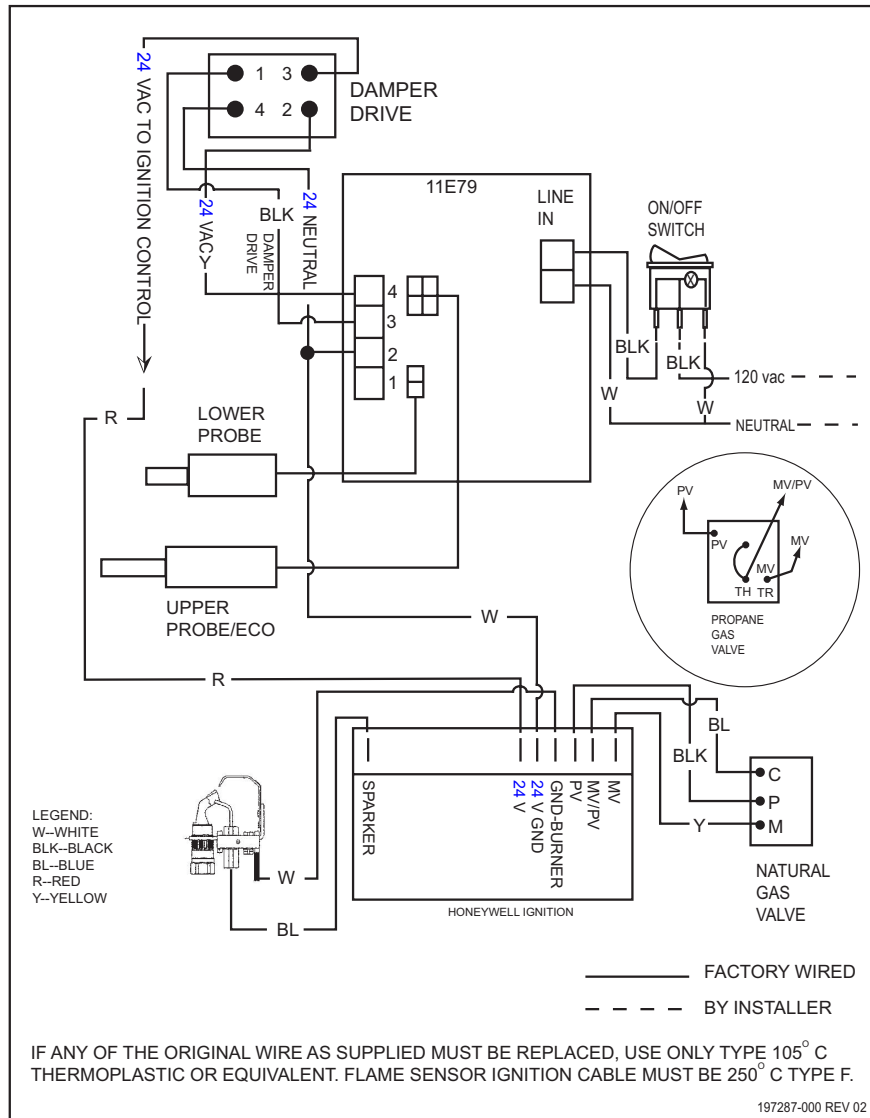 24 VAC TO IGNITION CONTROL
1 3
4 2
DAMPER
DRIVE
24 VAC
Y
BLK
DAMPER
DRIVE
24 NEUTRAL
11E79
LINE
IN
4
3
2
1
ON/OFF
SWITCH
X
BLK
BLK
W
W
120 vac
NEUTRAL
R
LOWER
PROBE
UPPER
PROBE/ECO
PV
MV/PV
MV
PV
MV
TH TR
PROPANE
GAS
VALVE
W
R
BL
BLK
Y
SPARKER
24 V
24 V GND
GND-BURNER
PV
MV/PV
MV
HONEYWELL IGNITION
C
P
M
NATURAL
GAS
VALVE
LEGEND:
W--WHITE
BLK--BLACK
BL--BLUE
R--RED
Y--YELLOW
W
BL
FACTORY WIRED
BY INSTALLER
IF ANY OF THE ORIGINAL WIRE AS SUPPLIED MUST BE REPLACED, USE ONLY TYPE 105° C
THERMOPLASTIC OR EQUIVALENT. FLAME SENSOR IGNITION CABLE MUST BE 250° C TYPE F.
197287-000 REV 02